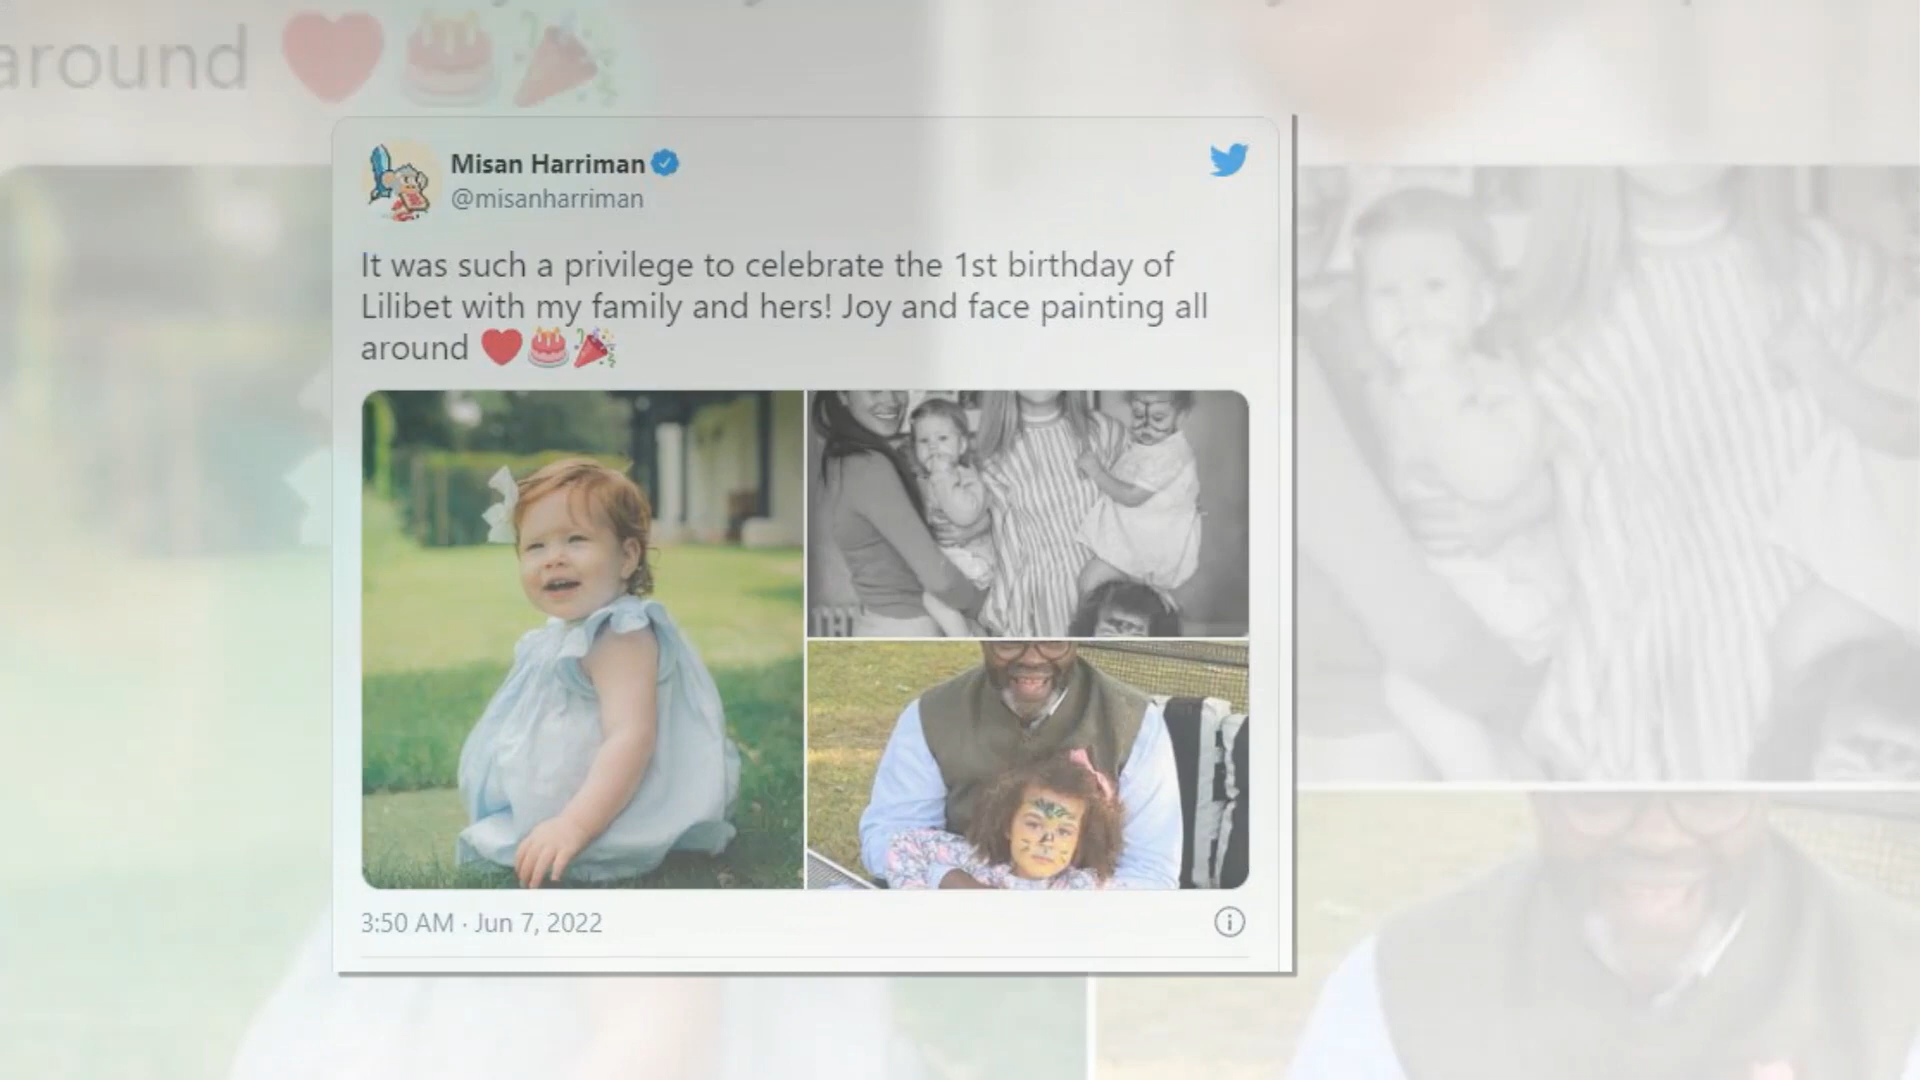 around ❤️🎂🎉
Misan Harriman
@misanharriman
It was such a privilege to celebrate the 1st birthday of
Lilibet with my family and hers! Joy and face painting all
around ❤️🎂🎉
3:50 AM · Jun 7, 2022